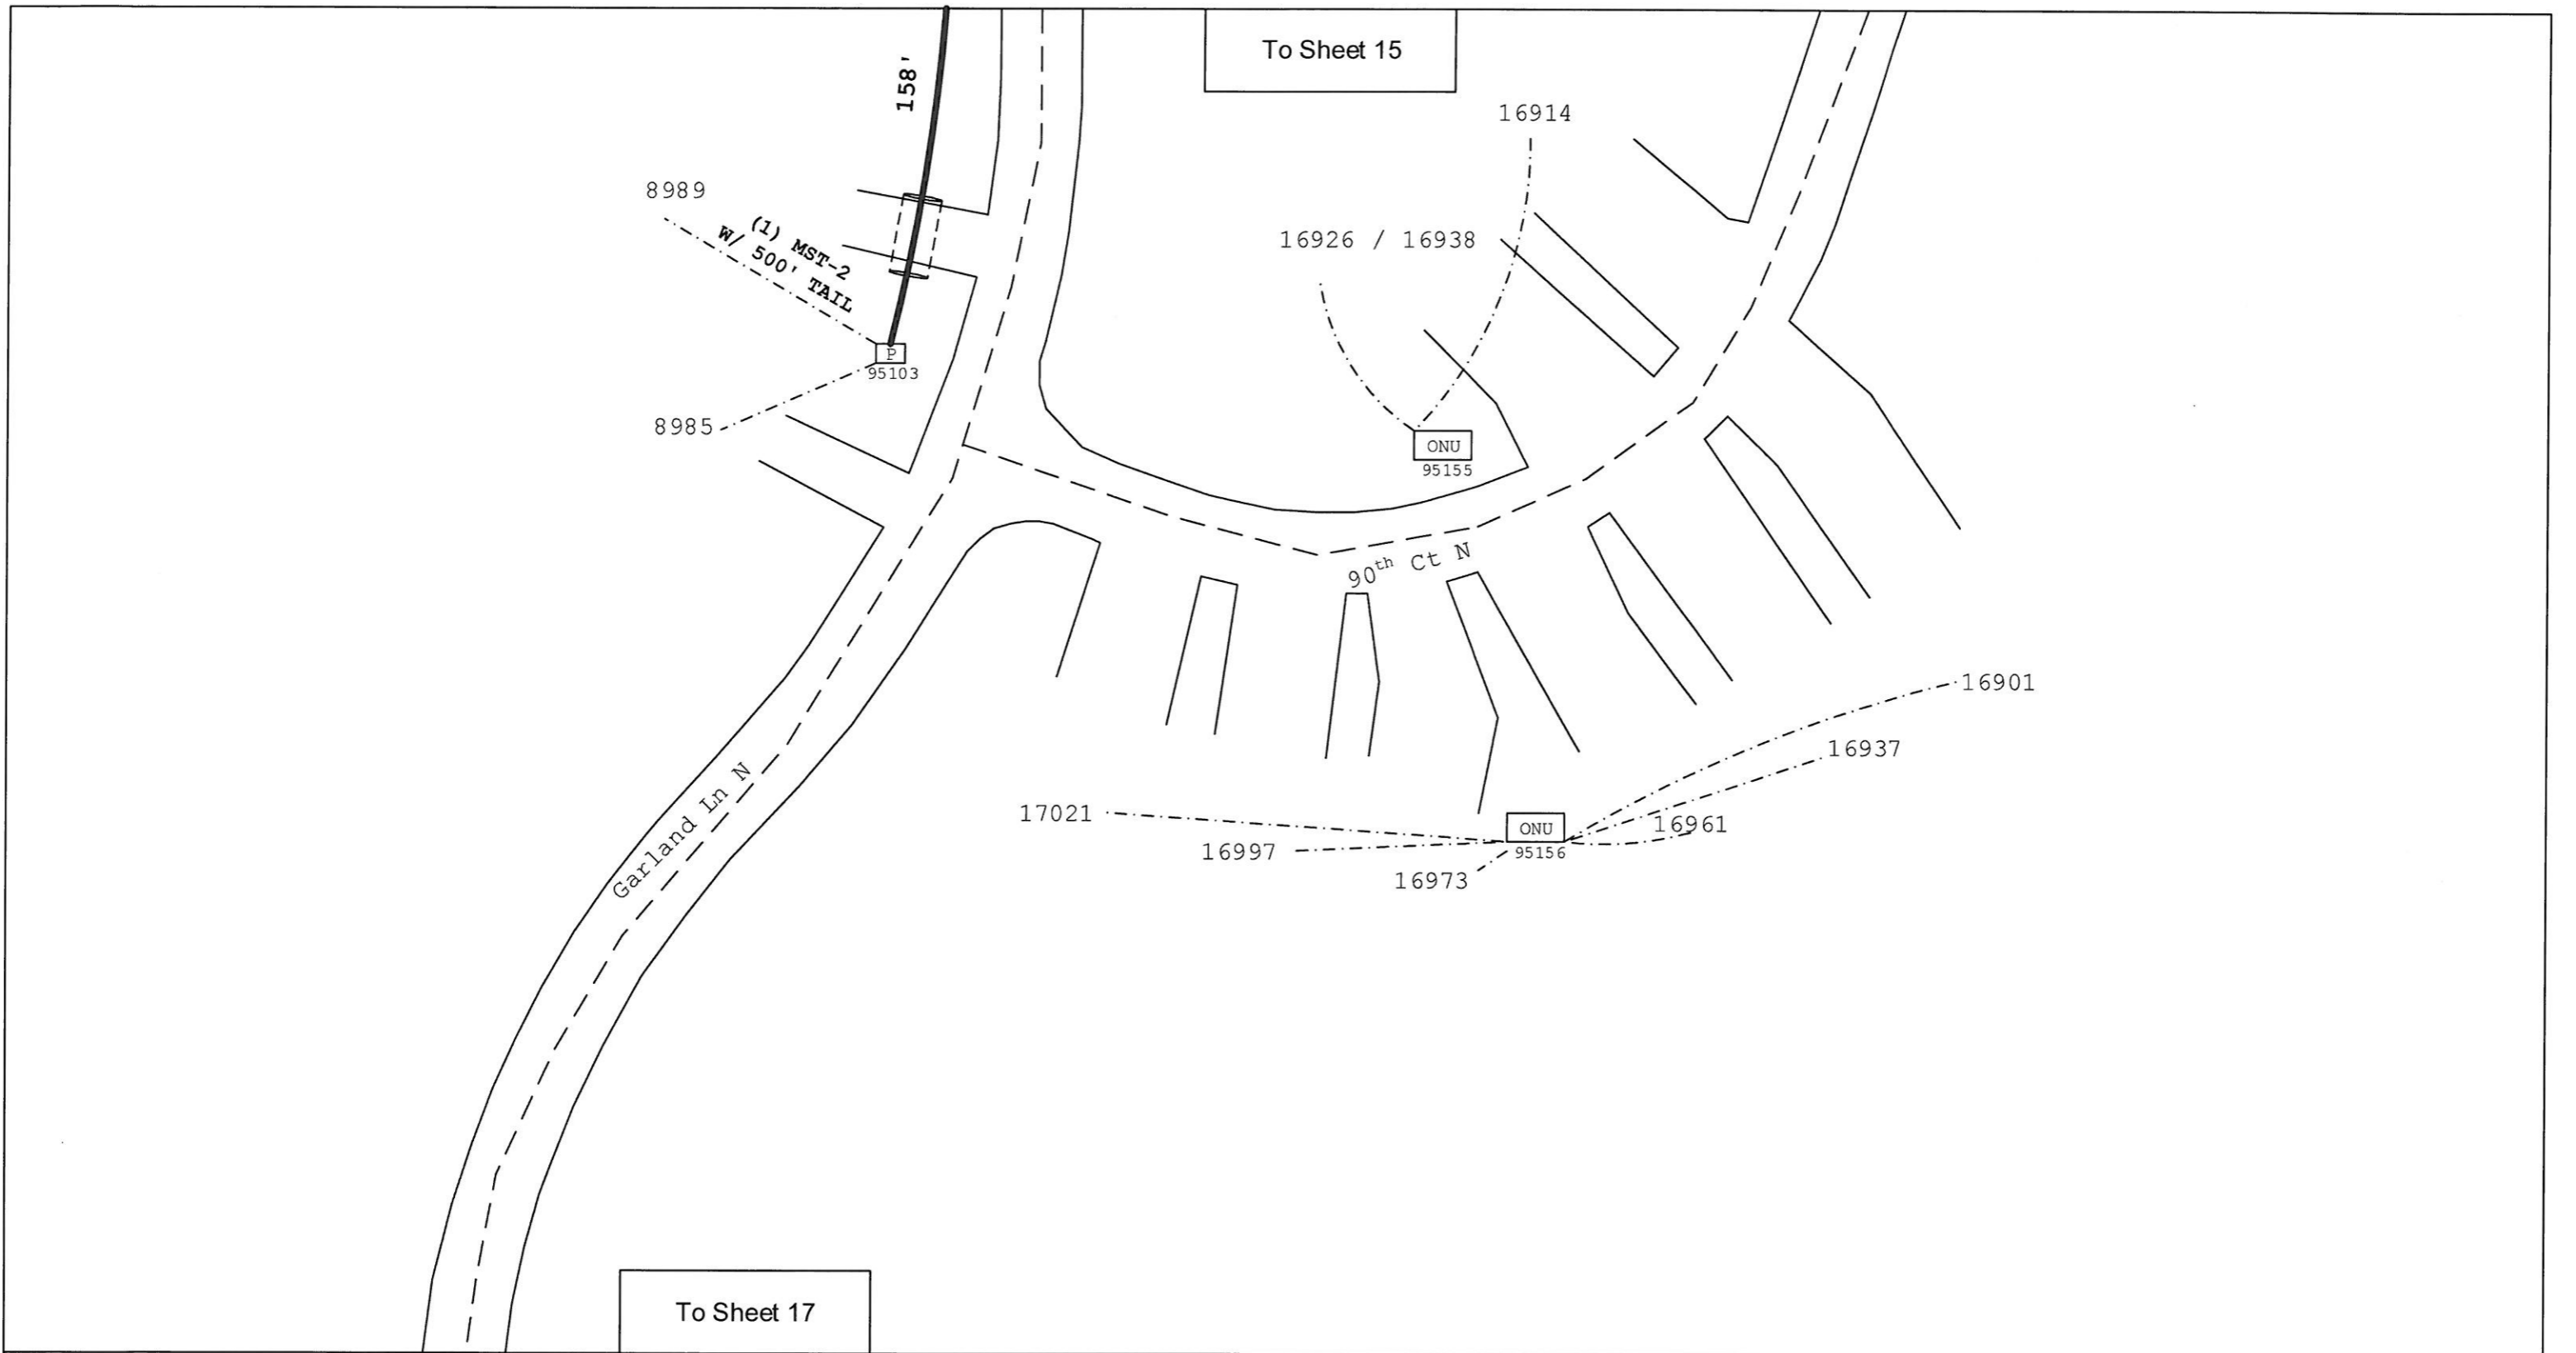 To Sheet 15
158'
16914
8989
(1) MST-2
W/ 500' TAIL
16926 / 16938
P
95103
8985
ONU
95155
90th Ct N
16901
16937
Garland Ln N
17021
16961
ONU
16997
95156
16973
To Sheet 17